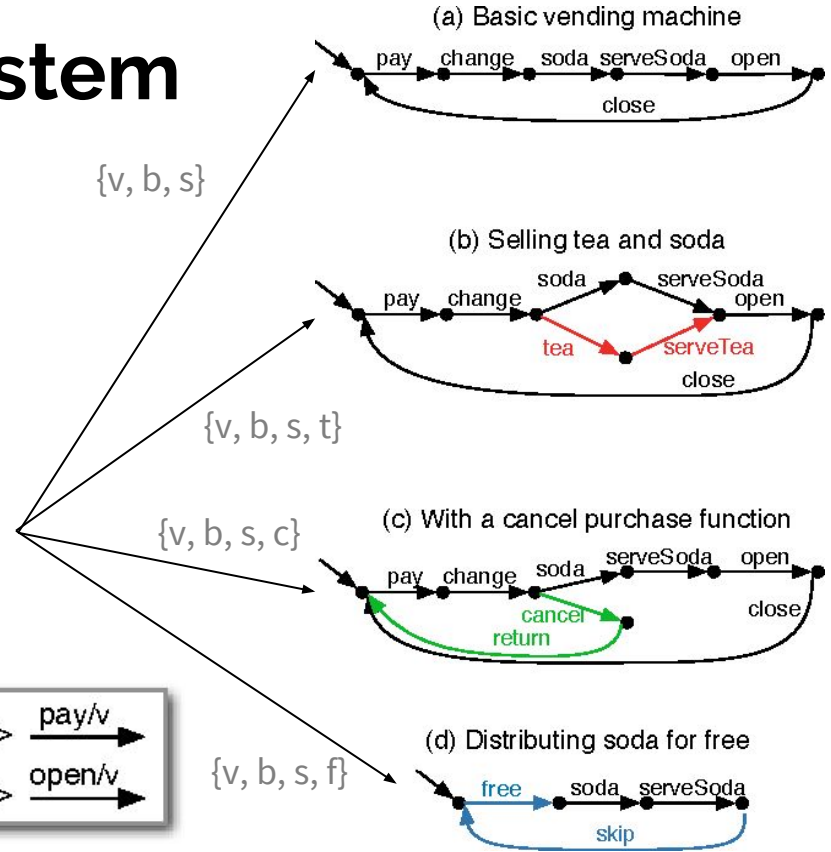 stem
(a) Basic vending machine
pay change soda serveSoda open
close
{v, b, s}
(b) Selling tea and soda
soda serveSoda
pay change open
tea serveTea
close
{v, b, s, t}
{v, b, s, c}
(c) With a cancel purchase function
pay change soda serveSoda open
cancel
return
close
pay/v
open/v
{v, b, s, f}
(d) Distributing soda for free
free soda serveSoda
skip